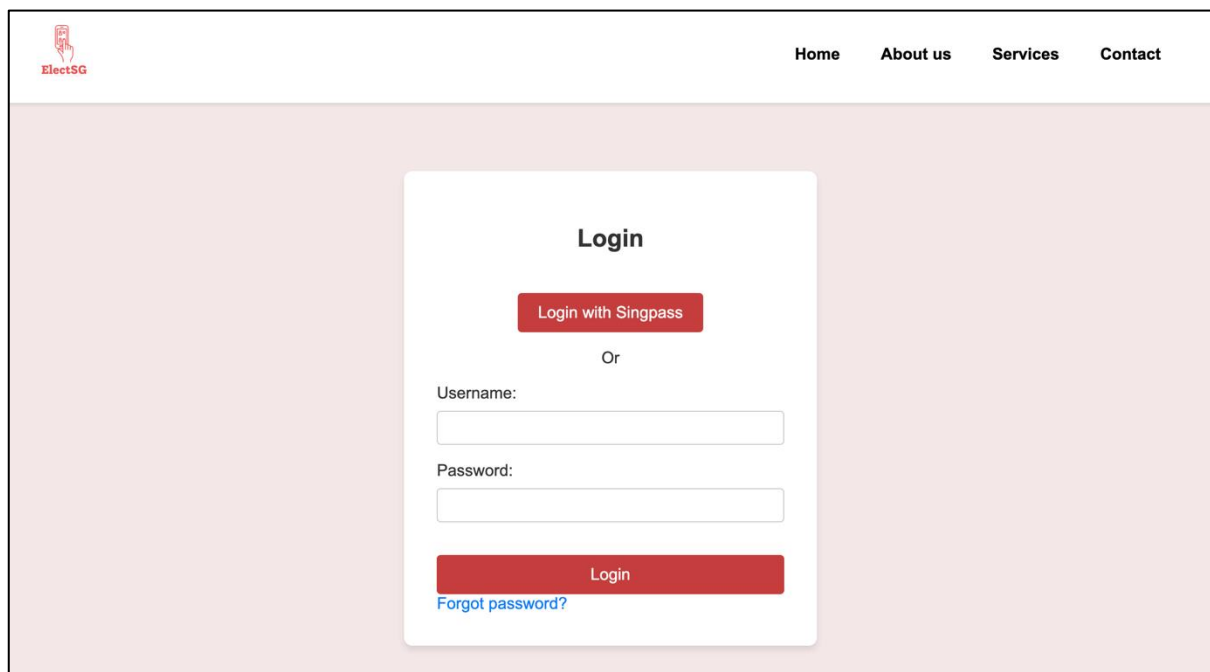 ElectSG
Home About us Services Contact
Login
Login with Singpass
Or
Username:
Password:
Login
Forgot password?